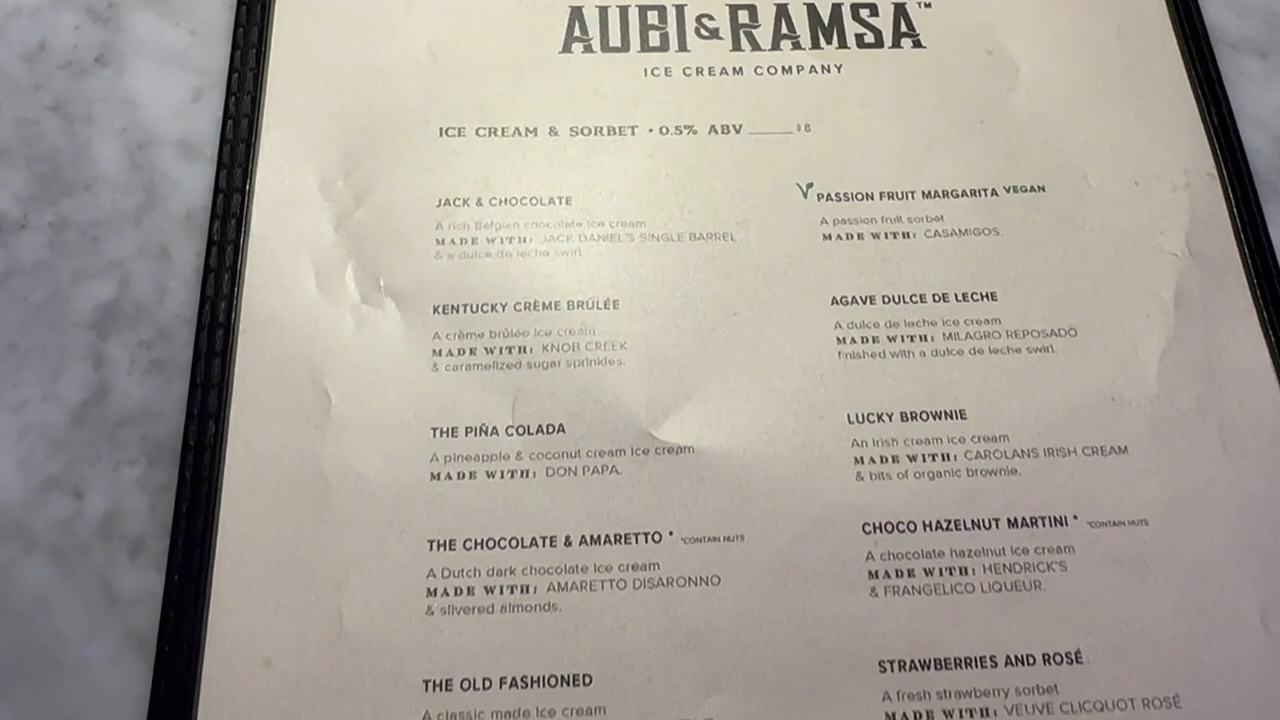 AUBI & RAMSA™
ICE CREAM COMPANY
ICE CREAM & SORBET • 0.5% ABV _____ $8
JACK & CHOCOLATE
A rich Belgian chocolate ice cream
MADE WITH: JACK DANIEL'S SINGLE BARREL
& a dulce de leche swirl.
KENTUCKY CRÈME BRÛLÉE
A crème brûlée ice cream
MADE WITH: KNOB CREEK
& caramelized sugar sprinkles.
THE PIÑA COLADA
A pineapple & coconut cream ice cream
MADE WITH: DON PAPA.
THE CHOCOLATE & AMARETTO * *CONTAIN NUTS
A Dutch dark chocolate ice cream
MADE WITH: AMARETTO DISARONNO
& slivered almonds.
THE OLD FASHIONED
A classic made ice cream
PASSION FRUIT MARGARITA VEGAN
A passion fruit sorbet
MADE WITH: CASAMIGOS.
AGAVE DULCE DE LECHE
A dulce de leche ice cream
MADE WITH: MILAGRO REPOSADO
finished with a dulce de leche swirl.
LUCKY BROWNIE
An Irish cream ice cream
MADE WITH: CAROLANS IRISH CREAM
& bits of organic brownie.
CHOCO HAZELNUT MARTINI * *CONTAIN NUTS
A chocolate hazelnut ice cream
MADE WITH: HENDRICK'S
& FRANGELICO LIQUEUR.
STRAWBERRIES AND ROSÉ
A fresh strawberry sorbet
MADE WITH: VEUVE CLICQUOT ROSÉ